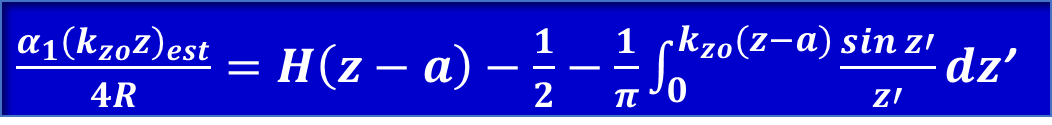 α₁(k_zo z)_est / 4R = H(z − a) − 1/2 − 1/π ∫₀^{k_zo(z−a)} sin z′ / z′ dz′